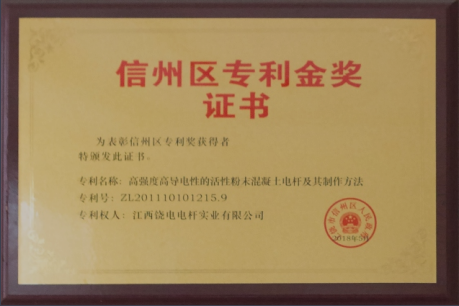 信州区专利金奖
证书
为表彰信州区专利奖获得者
特颁发此证书。
专利名称：高强度高导电性的活性粉末混凝土电杆及其制作方法
专利号：ZL201110101215.9
专利权人：江西饶电电杆实业有限公司